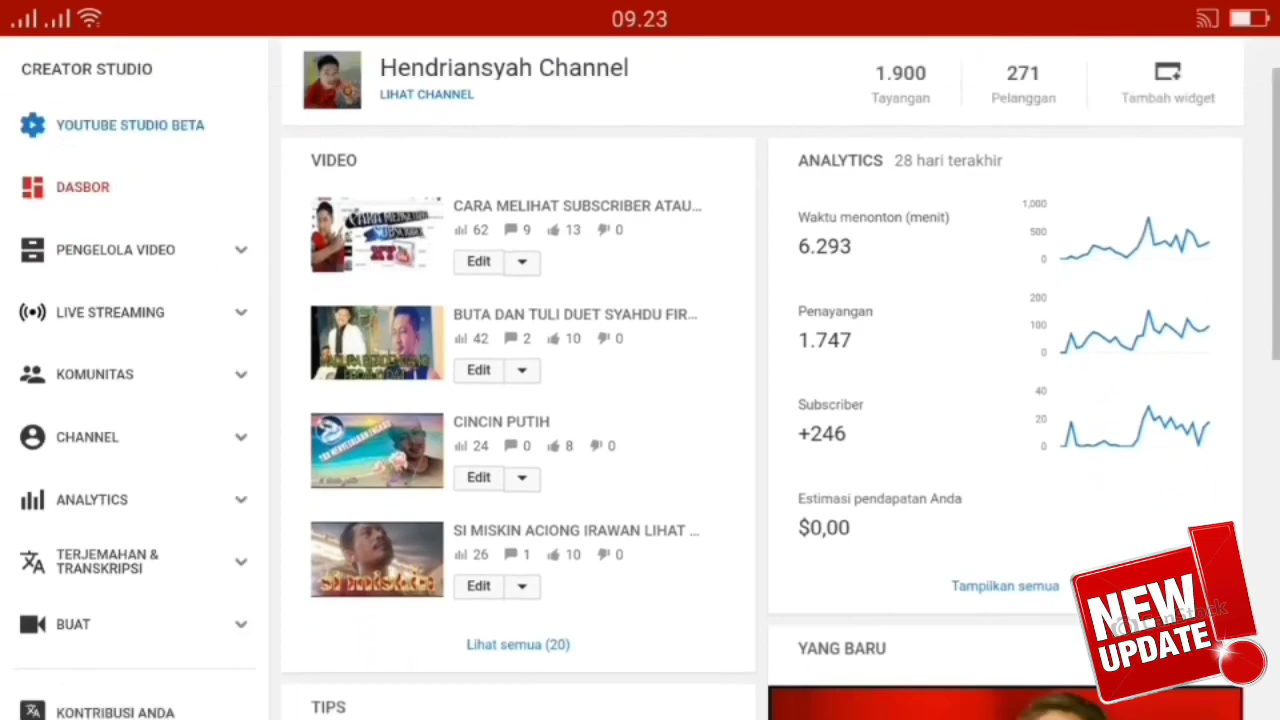 09.23
CREATOR STUDIO
YOUTUBE STUDIO BETA
DASBOR
PENGELOLA VIDEO
LIVE STREAMING
KOMUNITAS
CHANNEL
ANALYTICS
TERJEMAHAN &
TRANSKRIPSI
BUAT
KONTRIBUSI ANDA
Hendriansyah Channel
LIHAT CHANNEL
1.900
Tayangan
271
Pelanggan
Tambah widget
VIDEO
CARA MELIHAT SUBSCRIBER ATAU...
62 9 13 0
Edit
BUTA DAN TULI DUET SYAHDU FIR...
42 2 10 0
Edit
CINCIN PUTIH
24 0 8 0
Edit
SI MISKIN ACIONG IRAWAN LIHAT ...
26 1 10 0
Edit
Lihat semua (20)
TIPS
ANALYTICS 28 hari terakhir
Waktu menonton (menit)
6.293
1,000
500
0
Penayangan
1.747
200
100
0
Subscriber
+246
40
20
0
Estimasi pendapatan Anda
$0,00
Tampilkan semua
YANG BARU
NEW
UPDATE!